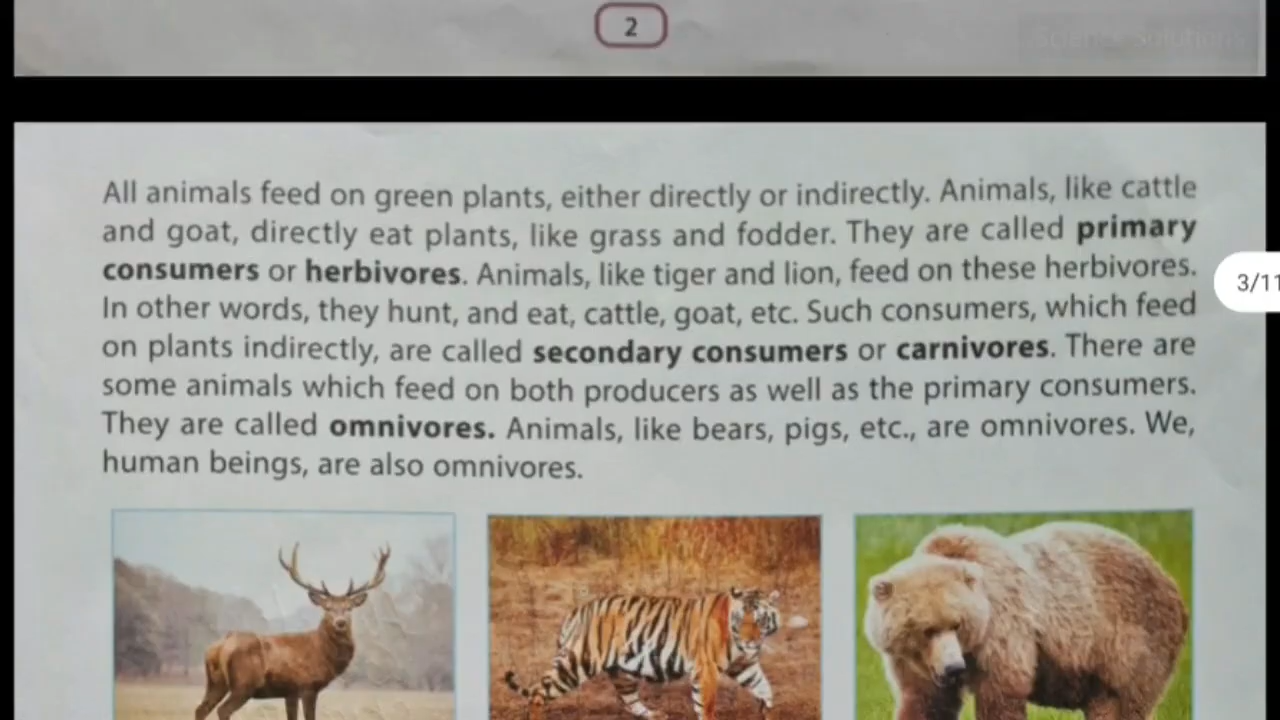 2
Science Solutions
All animals feed on green plants, either directly or indirectly. Animals, like cattle
and goat, directly eat plants, like grass and fodder. They are called primary
consumers or herbivores. Animals, like tiger and lion, feed on these herbivores.
3/11
In other words, they hunt, and eat, cattle, goat, etc. Such consumers, which feed
on plants indirectly, are called secondary consumers or carnivores. There are
some animals which feed on both producers as well as the primary consumers.
They are called omnivores. Animals, like bears, pigs, etc., are omnivores. We,
human beings, are also omnivores.